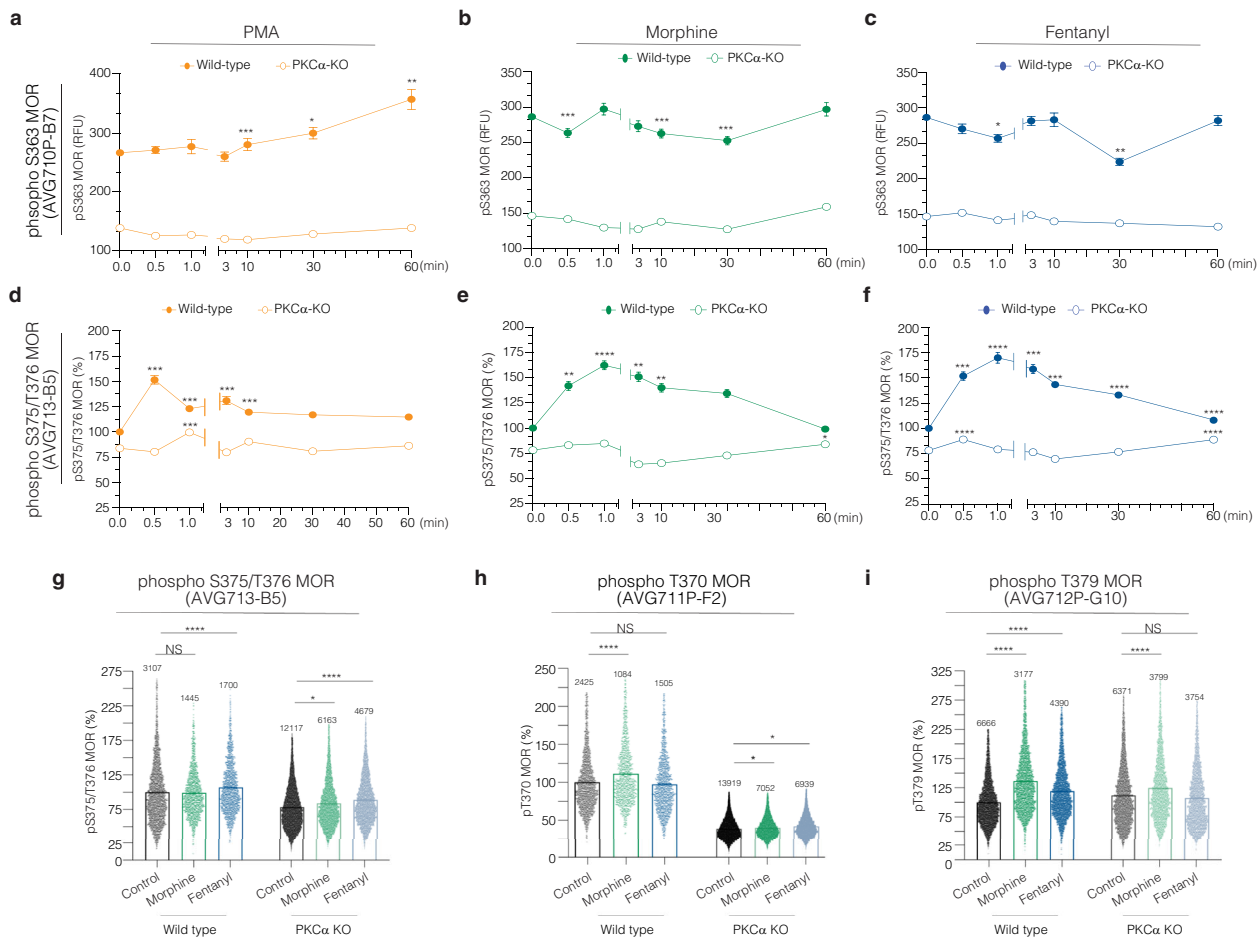 a
PMA
Wild-type
PKCα-KO
phsopho S363 MOR
(AVG710P-B7)
pS363 MOR (RFU)
400
300
200
100
***
*
**
0.0 0.5 1.0 3 10 30 60 (min)
b
Morphine
Wild-type
PKCα-KO
pS363 MOR (RFU)
350
300
250
200
150
100
***
***
***
0.0 0.5 1.0 3 10 30 60 (min)
c
Fentanyl
Wild-type
PKCα-KO
pS363 MOR (RFU)
350
300
250
200
150
100
*
**
0.0 0.5 1.0 3 10 30 60 (min)
d
Wild-type
PKCα-KO
phospho S375/T376 MOR
(AVG713-B5)
pS375/T376 MOR (%)
200
175
150
125
100
75
50
25
***
***
***
***
***
0.0 0.5 1.0 3 10 20 30 40 50 60 (min)
e
Wild-type
PKCα-KO
pS375/T376 MOR (%)
200
175
150
125
100
75
50
25
**
****
**
**
*
0.0 0.5 1.0 3 10 30 60 (min)
f
Wild-type
PKCα-KO
pS375/T376 MOR (%)
200
175
150
125
100
75
50
25
***
****
***
***
****
****
****
****
0.0 0.5 1.0 3 10 30 60 (min)
g
phospho S375/T376 MOR
(AVG713-B5)
****
NS
****
*
pS375/T376 MOR (%)
275
225
175
125
100
75
50
25
0
3107
1445
1700
12117
6163
4679
Control Morphine Fentanyl Control Morphine Fentanyl
Wild type PKCα KO
h
phospho T370 MOR
(AVG711P-F2)
NS
****
*
*
pT370 MOR (%)
250
200
150
100
50
0
2425
1084
1505
13919
7052
6939
Control Morphine Fentanyl Control Morphine Fentanyl
Wild type PKCα KO
i
phospho T379 MOR
(AVG712P-G10)
****
****
NS
****
pT379 MOR (%)
325
275
225
175
125
100
75
50
25
0
6666
3177
4390
6371
3799
3754
Control Morphine Fentanyl Control Morphine Fentanyl
Wild type PKCα KO